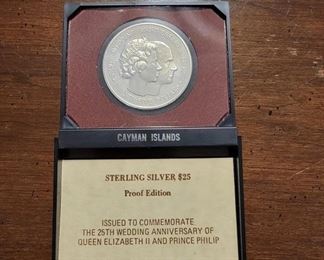 CAYMAN ISLANDS
STERLING SILVER $25
Proof Edition
ISSUED TO COMMEMORATE
THE 25TH WEDDING ANNIVERSARY OF
QUEEN ELIZABETH II AND PRINCE PHILIP